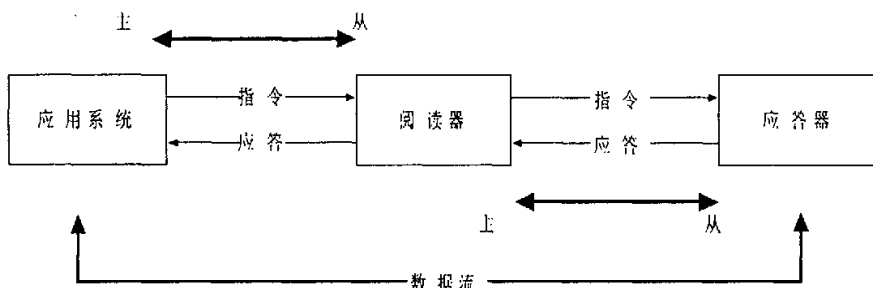 主 从
指令 指令
应用系统 阅读器 应答器
应答 应答
主 从
数据流